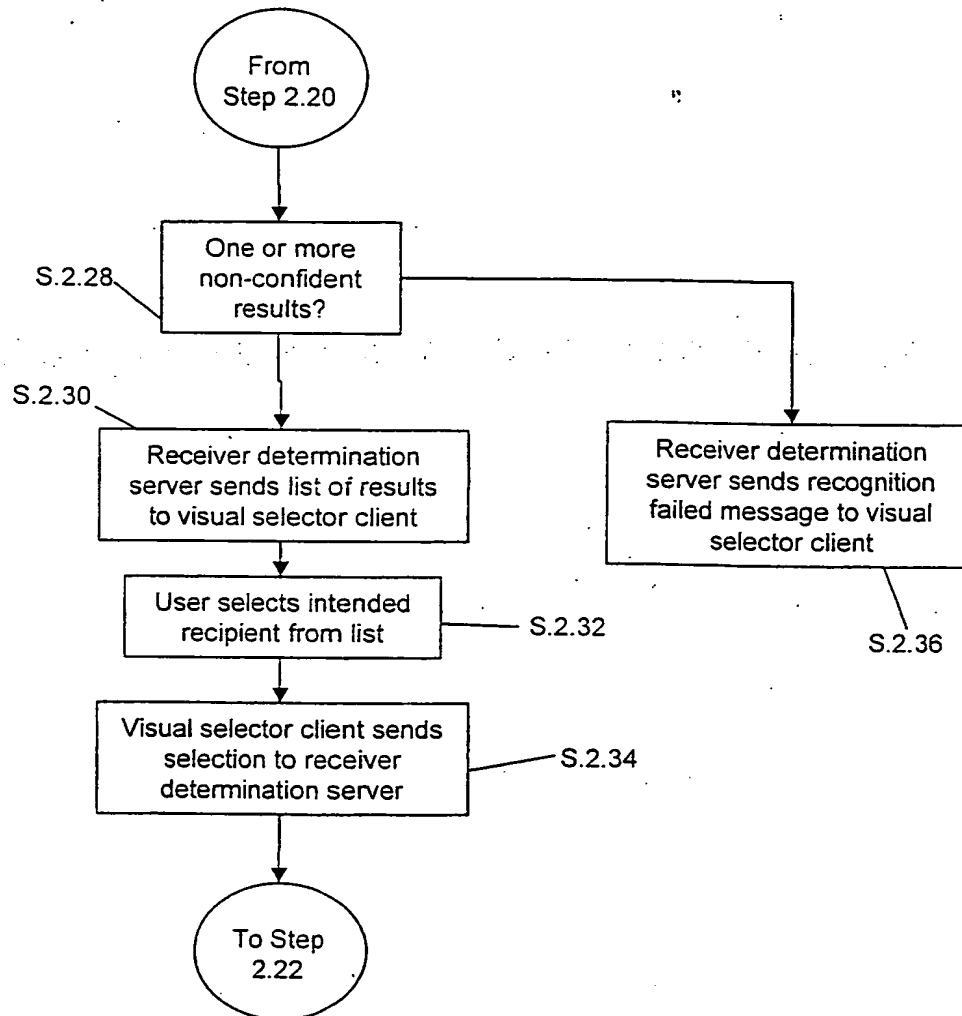 From
Step 2.20
One or more
non-confident
results?
S.2.28
S.2.30
Receiver determination
server sends list of results
to visual selector client
Receiver determination
server sends recognition
failed message to visual
selector client
User selects intended
recipient from list
S.2.32
S.2.36
Visual selector client sends
selection to receiver
determination server
S.2.34
To Step
2.22